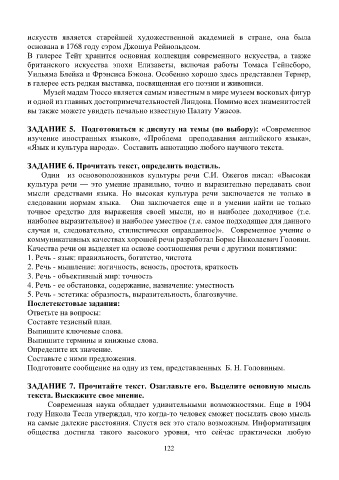 искусств является старейшей художественной академией в стране, она была
основана в 1768 году сэром Джошуа Рейнольдсом.
В галерее Тейт хранится основная коллекция современного искусства, а также
британского искусства эпохи Елизаветы, включая работы Томаса Гейнсборо,
Уильяма Блейка и Фрэнсиса Бэкона. Особенно хорошо здесь представлен Тернер,
в галерее есть редкая выставка, посвященная его поэзии и живописи.
Музей мадам Тюссо является самым известным в мире музеем восковых фигур
и одной из главных достопримечательностей Лондона. Помимо всех знаменитостей
вы также можете увидеть печально известную Палату Ужасов.
ЗАДАНИЕ 5. Подготовиться к диспуту на темы (по выбору): «Современное
изучение иностранных языков», «Проблема преподавания английского языка»,
«Язык и культура народа». Составить аннотацию любого научного текста.
ЗАДАНИЕ 6. Прочитать текст, определить подстиль.
Один из основоположников культуры речи С.И. Ожегов писал: «Высокая
культура речи — это умение правильно, точно и выразительно передавать свои
мысли средствами языка. Но высокая культура речи заключается не только в
следовании нормам языка. Она заключается еще и в умении найти не только
точное средство для выражения своей мысли, но и наиболее доходчивое (т.е.
наиболее выразительное) и наиболее уместное (т.е. самое подходящее для данного
случая и, следовательно, стилистически оправданное)». Современное учение о
коммуникативных качествах хорошей речи разработал Борис Николаевич Головин.
Качества речи он выделяет на основе соотношения речи с другими понятиями:
1. Речь - язык: правильность, богатство, чистота
2. Речь - мышление: логичность, ясность, простота, краткость
3. Речь - объективный мир: точность
4. Речь - ее обстановка, содержание, назначение: уместность
5. Речь - эстетика: образность, выразительность, благозвучие.
Послетекстовые задания:
Ответьте на вопросы:
Составте тезисный план.
Выпишите ключевые слова.
Выпишите термины и книжные слова.
Определите их значение.
Составьте с ними предложения.
Подготовите сообщение на одну из тем, представленных Б. Н. Головиным.
ЗАДАНИЕ 7. Прочитайте текст. Озаглавьте его. Выделите основную мысль
текста. Выскажите свое мнение.
Современная наука обладает удивительными возможностями. Еще в 1904
году Никола Тесла утверждал, что когда-то человек сможет посылать свою мысль
на самые далекие расстояния. Спустя век это стало возможным. Информатизация
общества достигла такого высокого уровня, что сейчас практически любую
122